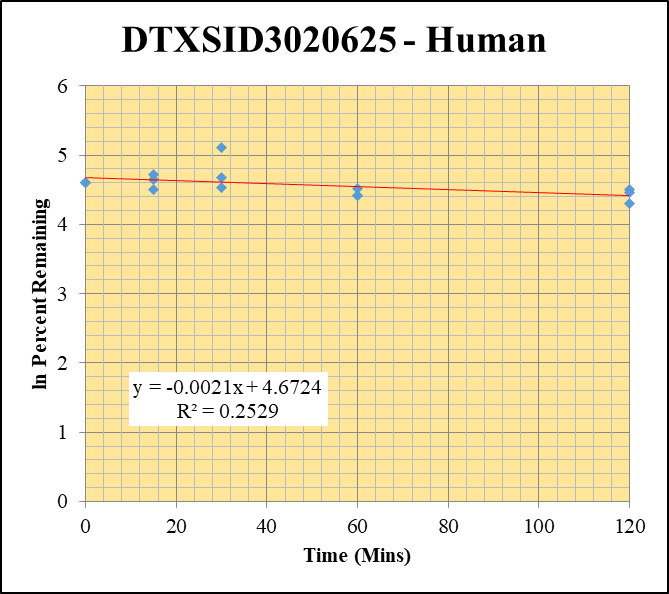 DTXSID3020625 - Human
6
5
4
3
2
1
0
ln Percent Remaining
y = -0.0021x + 4.6724
R² = 0.2529
0 20 40 60 80 100 120
Time (Mins)